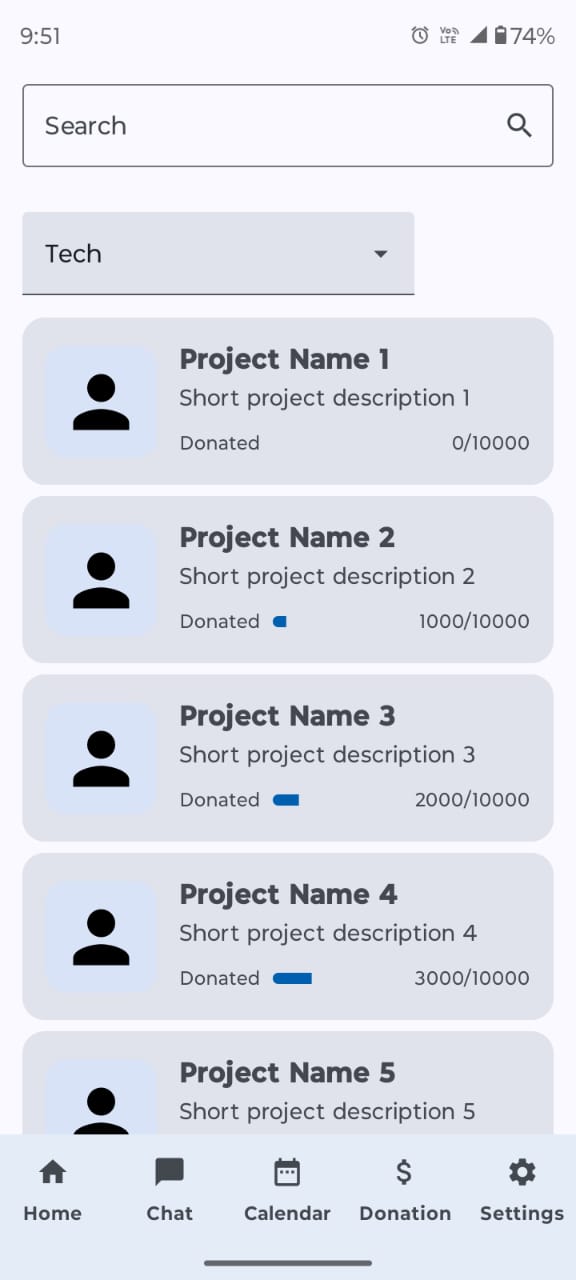 9:51 Vo LTE 74%
Search
Tech
Project Name 1
Short project description 1
Donated 0/10000
Project Name 2
Short project description 2
Donated 1000/10000
Project Name 3
Short project description 3
Donated 2000/10000
Project Name 4
Short project description 4
Donated 3000/10000
Project Name 5
Short project description 5
Home Chat Calendar Donation Settings